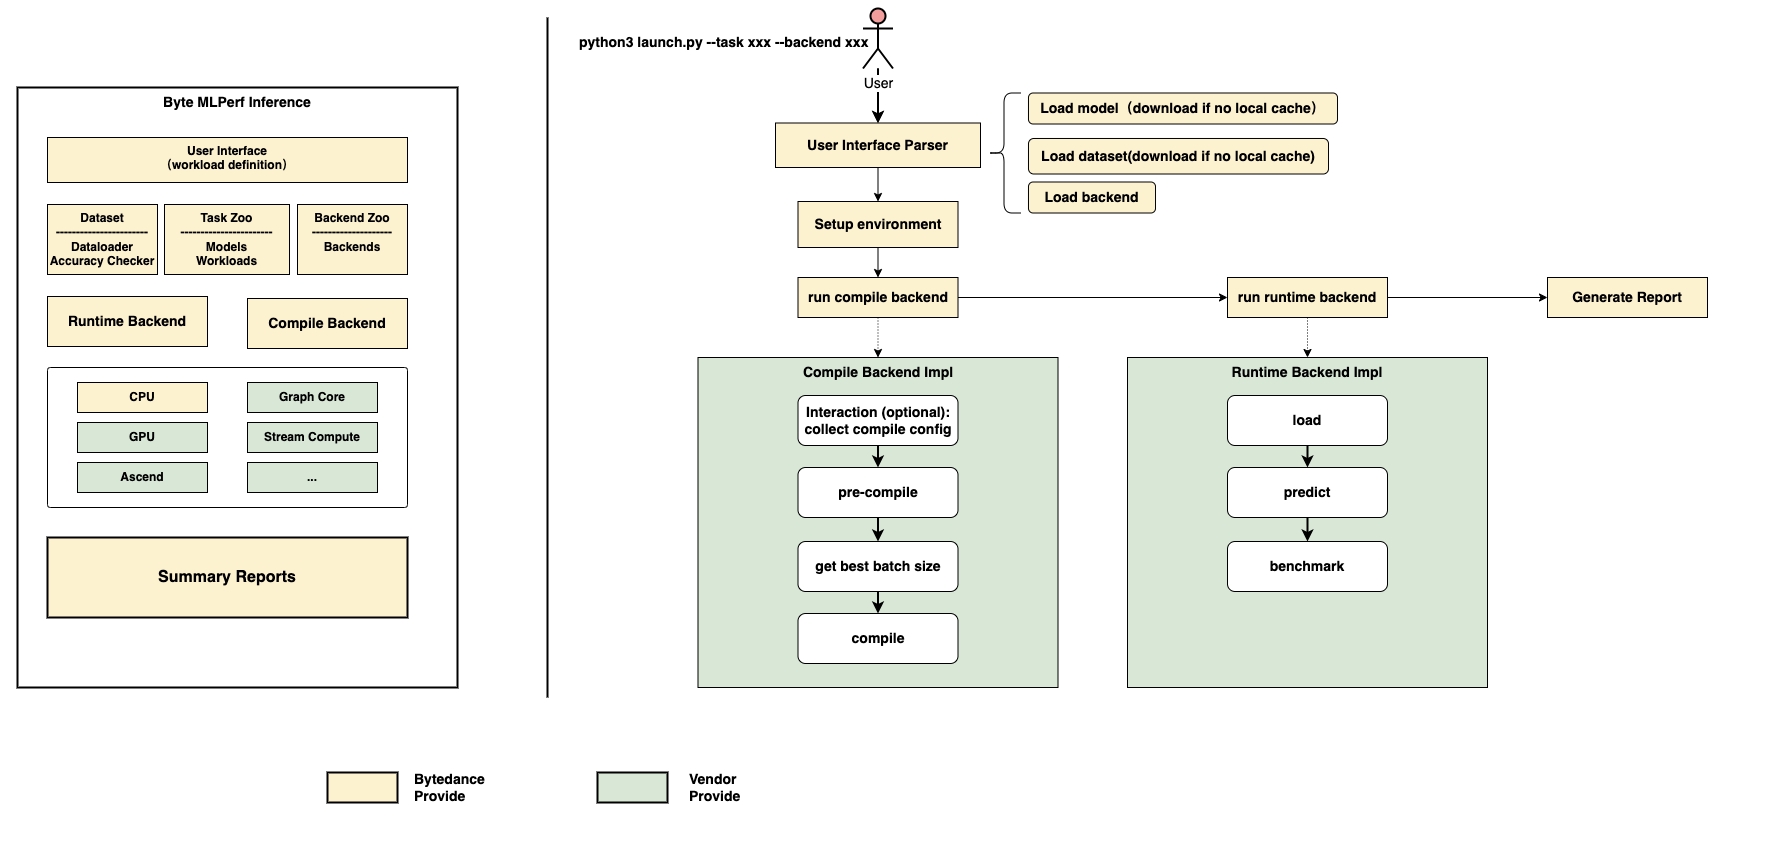 Byte MLPerf Inference
User Interface
(workload definition)
Dataset
-----------------------
Dataloader
Accuracy Checker
Task Zoo
-----------------------
Models
Workloads
Backend Zoo
--------------------
Backends
Runtime Backend
Compile Backend
CPU
Graph Core
GPU
Stream Compute
Ascend
...
Summary Reports
python3 launch.py --task xxx --backend xxx
User
User Interface Parser
Load model（download if no local cache）
Load dataset(download if no local cache)
Load backend
Setup environment
run compile backend
run runtime backend
Generate Report
Compile Backend Impl
Interaction (optional):
collect compile config
pre-compile
get best batch size
compile
Runtime Backend Impl
load
predict
benchmark
Bytedance
Provide
Vendor
Provide